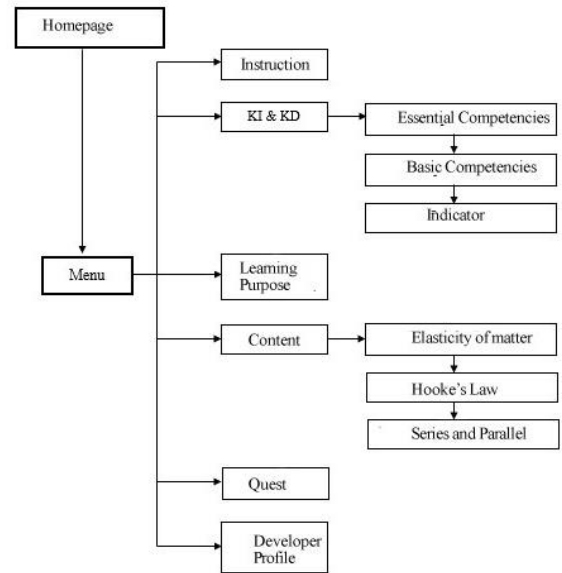 Homepage
Instruction
KI & KD
Essential Competencies
Basic Competencies
Indicator
Menu
Learning
Purpose
Content
Elasticity of matter
Hooke's Law
Series and Parallel
Quest
Developer
Profile